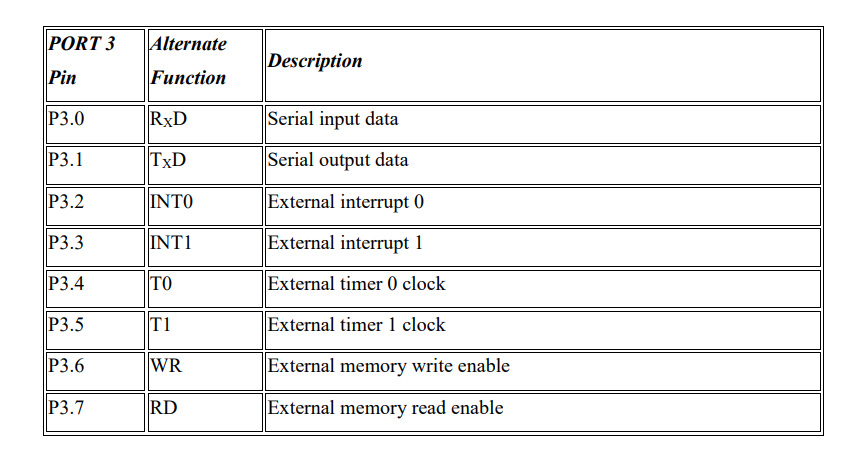 PORT 3 Pin Alternate Function Description
P3.0 RXD Serial input data
P3.1 TXD Serial output data
P3.2 INT0 External interrupt 0
P3.3 INT1 External interrupt 1
P3.4 T0 External timer 0 clock
P3.5 T1 External timer 1 clock
P3.6 WR External memory write enable
P3.7 RD External memory read enable